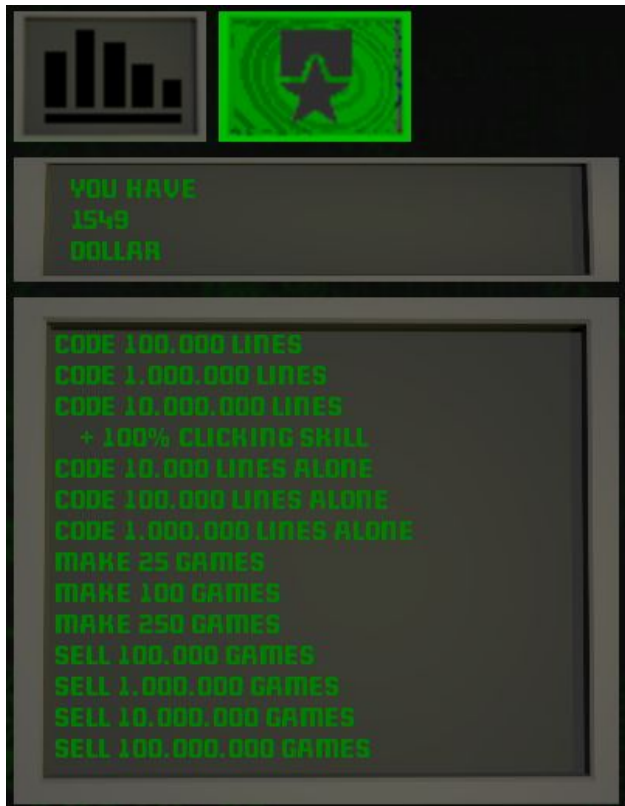 YOU HAVE
1549
DOLLAR
CODE 100.000 LINES
CODE 1.000.000 LINES
CODE 10.000.000 LINES
+ 100% CLICKING SKILL
CODE 10.000 LINES ALONE
CODE 100.000 LINES ALONE
CODE 1.000.000 LINES ALONE
MAKE 25 GAMES
MAKE 100 GAMES
MAKE 250 GAMES
SELL 100.000 GAMES
SELL 1.000.000 GAMES
SELL 10.000.000 GAMES
SELL 100.000.000 GAMES